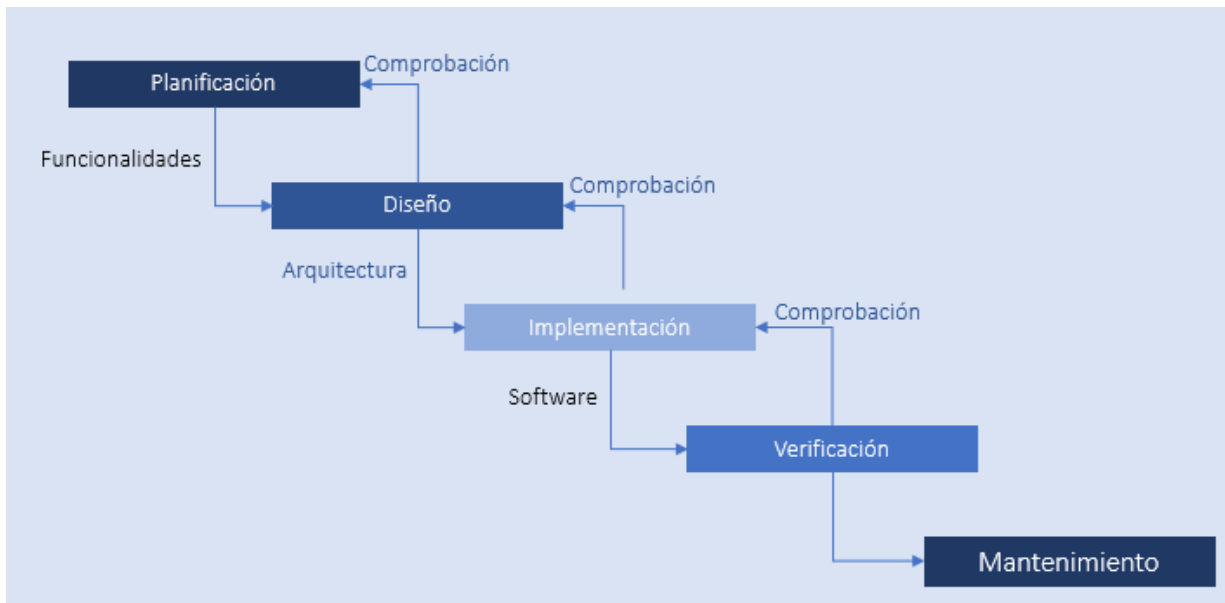 Comprobación
Planificación
Funcionalidades
Comprobación
Diseño
Arquitectura
Comprobación
Implementación
Software
Verificación
Mantenimiento